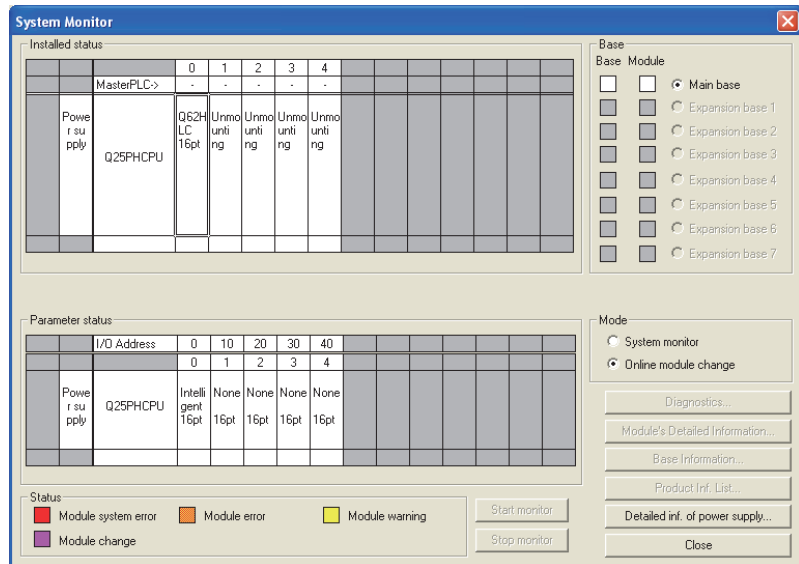 System Monitor
Installed status
0 1 2 3 4
MasterPLC-> - - - - -
Powe
r su
pply
Q25PHCPU
Q62H
LC
16pt
Unmo
unti
ng
Unmo
unti
ng
Unmo
unti
ng
Unmo
unti
ng
Base
Base Module
Main base
Expansion base 1
Expansion base 2
Expansion base 3
Expansion base 4
Expansion base 5
Expansion base 6
Expansion base 7
Parameter status
I/O Address 0 10 20 30 40
0 1 2 3 4
Powe
r su
pply
Q25PHCPU
Intelli
gent
16pt
None
16pt
None
16pt
None
16pt
None
16pt
Mode
System monitor
Online module change
Diagnostics...
Module's Detailed Information...
Base Information...
Product Inf. List...
Detailed inf. of power supply...
Close
Status
Module system error
Module error
Module warning
Module change
Start monitor
Stop monitor